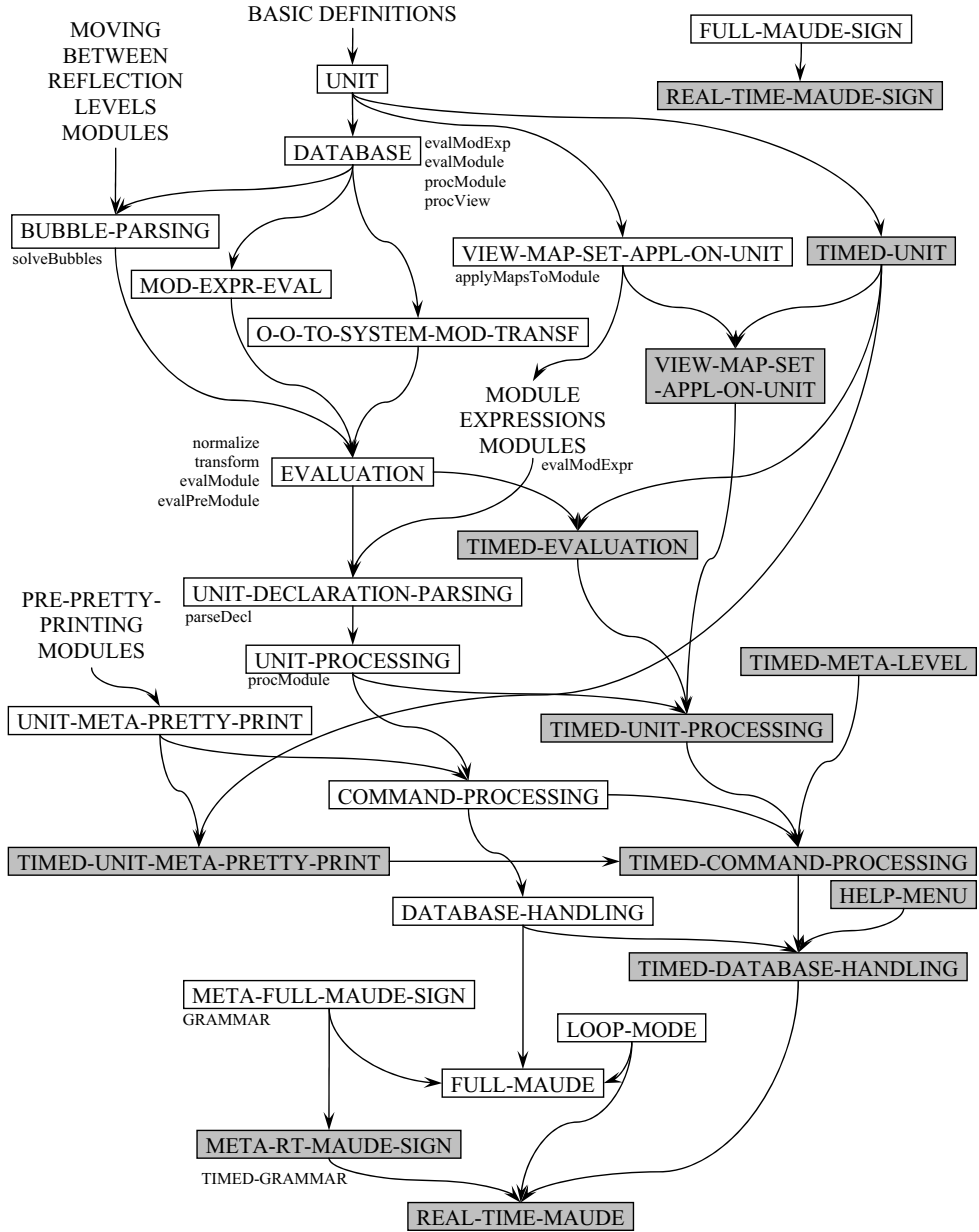 BASIC DEFINITIONS
MOVING
BETWEEN
REFLECTION
LEVELS
MODULES
FULL-MAUDE-SIGN
UNIT
REAL-TIME-MAUDE-SIGN
DATABASE
evalModExp
evalModule
procModule
procView
BUBBLE-PARSING
solveBubbles
VIEW-MAP-SET-APPL-ON-UNIT
applyMapsToModule
TIMED-UNIT
MOD-EXPR-EVAL
O-O-TO-SYSTEM-MOD-TRANSF
VIEW-MAP-SET
-APPL-ON-UNIT
MODULE
EXPRESSIONS
MODULES
evalModExpr
normalize
transform
evalModule
evalPreModule
EVALUATION
TIMED-EVALUATION
UNIT-DECLARATION-PARSING
parseDecl
PRE-PRETTY-
PRINTING
MODULES
UNIT-PROCESSING
procModule
TIMED-META-LEVEL
UNIT-META-PRETTY-PRINT
TIMED-UNIT-PROCESSING
COMMAND-PROCESSING
TIMED-UNIT-META-PRETTY-PRINT
TIMED-COMMAND-PROCESSING
HELP-MENU
DATABASE-HANDLING
TIMED-DATABASE-HANDLING
META-FULL-MAUDE-SIGN
GRAMMAR
LOOP-MODE
FULL-MAUDE
META-RT-MAUDE-SIGN
TIMED-GRAMMAR
REAL-TIME-MAUDE